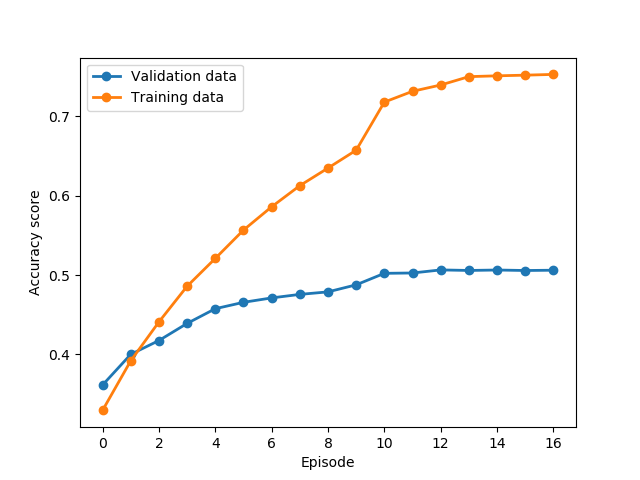 Validation data
Training data
0.7
0.6
0.5
0.4
Accuracy score
0 2 4 6 8 10 12 14 16
Episode